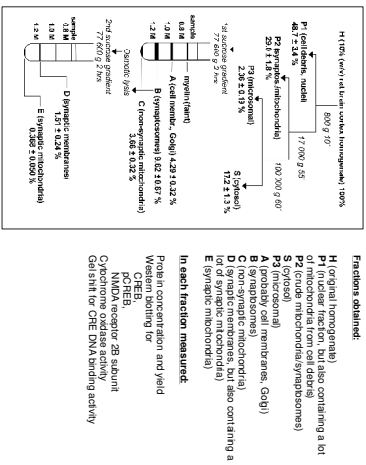 H (10% (w/v) rat brain cortex homogenate) 100%
800 g 10'
P1 (cell debris, nuclei)
48.7 ± 3.4 %
17 000 g 55'
P2 (synaptos./mitochondria)
29.0 ± 1.8 %
100 000 g 60'
P3 (microsomal)
2.36 ± 0.19 %
S (cytosol)
17.2 ± 1.3 %
1st sucrose gradient
77 600 g 2 hrs
sample
0.8 M
1.0 M
1.2 M
myelin (faint)
A (cell membr., Golgi) 4.29 ± 0.32 %
B (synaptosomes) 9.62 ± 0.67 %
C (non-synaptic mitochondria)
3.66 ± 0.32 %
Osmotic lysis
2nd sucrose gradient
77 600 g 2 hrs
sample
0.8 M
1.0 M
1.2 M
D (synaptic membranes)
1.51 ± 0.24 %
E (synaptic mitochondria)
0.368 ± 0.050 %
Fractions obtained:
H (original homogenate)
P1 (nuclear fraction, but also containing a lot
of mitochondria from cell debris)
P2 (crude mitochondria/synaptosomes)
S (cytosol)
P3 (microsomal)
A (probably cell membranes, Golgi)
B (synaptosomes)
C (non-synaptic mitochondria)
D (synaptic membranes, but also containing a
lot of synaptic mitochondria)
E (synaptic mitochondria)
In each fraction measured:
Protein concentration and yield
Western blotting for
CREB,
pCREB,
NMDA receptor 2B subunit
Cytochrome oxidase activity
Gel shift for CRE DNA binding activity